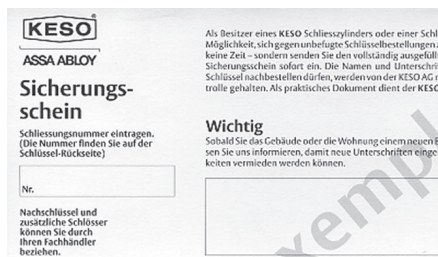 KESO®
ASSA ABLOY
Sicherungs-
schein
Schliessungsnummer eintragen.
(Die Nummer finden Sie auf der
Schlüssel-Rückseite)
Nr.
Nachschlüssel und
zusätzliche Schlösser
können Sie durch
Ihren Fachhändler
beziehen.
Als Besitzer eines KESO Schliesszylinders oder einer Schl
Möglichkeit, sich gegen unbefugte Schlüsselbestellungen
keine Zeit – sondern senden Sie den vollständig ausgefüllt
Sicherungsschein sofort ein. Die Namen und Unterschri
Schlüssel nachbestellen dürfen, werden von der KESO AG
trolle gehalten. Als praktisches Dokument dient der KESO
Wichtig
Sobald Sie das Gebäude oder die Wohnung einem neuen
sen Sie uns informieren, damit neue Unterschriften einge
keiten vermieden werden können.
xempl